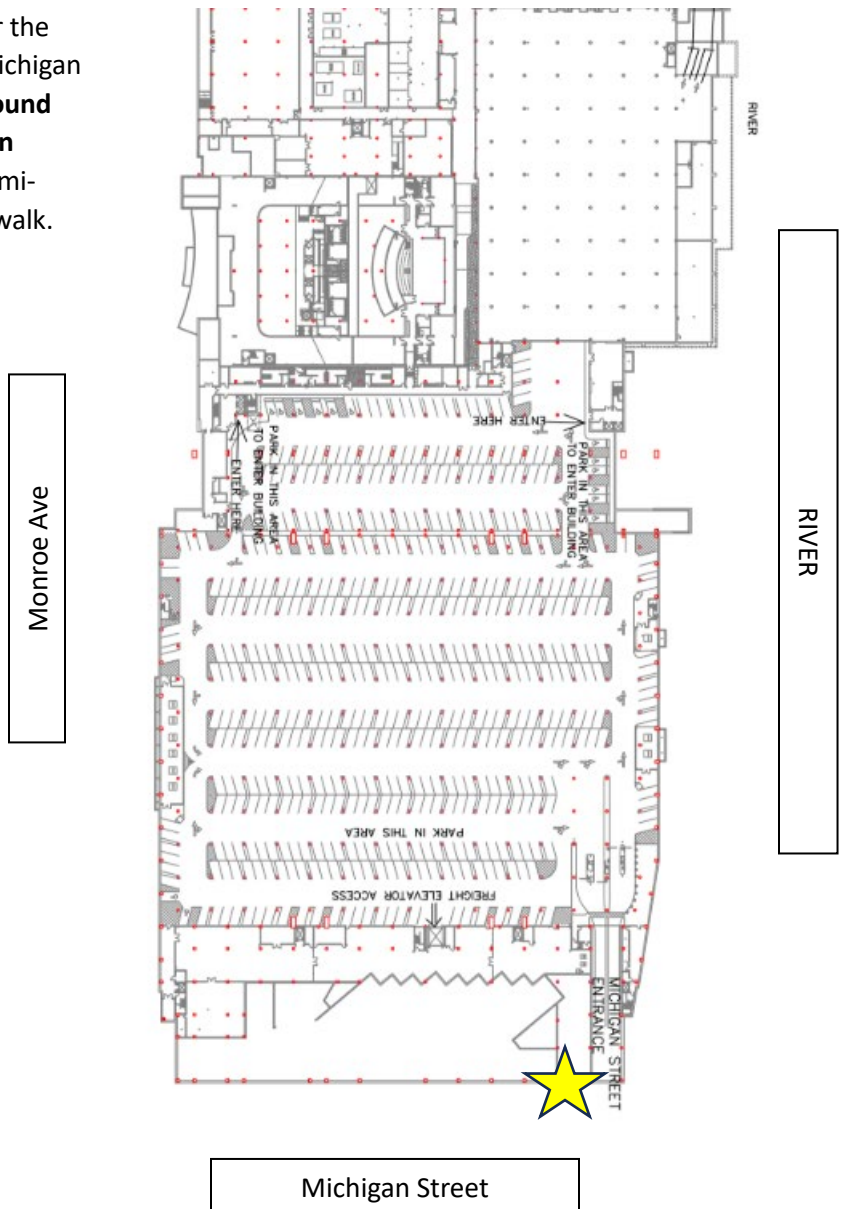 r the
ichigan
ound
n
mi-
walk.
RIVER
Monroe Ave
RIVER
ENTER HERE
PARK IN THIS AREA
TO ENTER BUILDING
ENTER HERE
PARK IN THIS AREA
TO ENTER BUILDING
PARK IN THIS AREA
FREIGHT ELEVATOR ACCESS
MICHIGAN STREET
ENTRANCE
Michigan Street